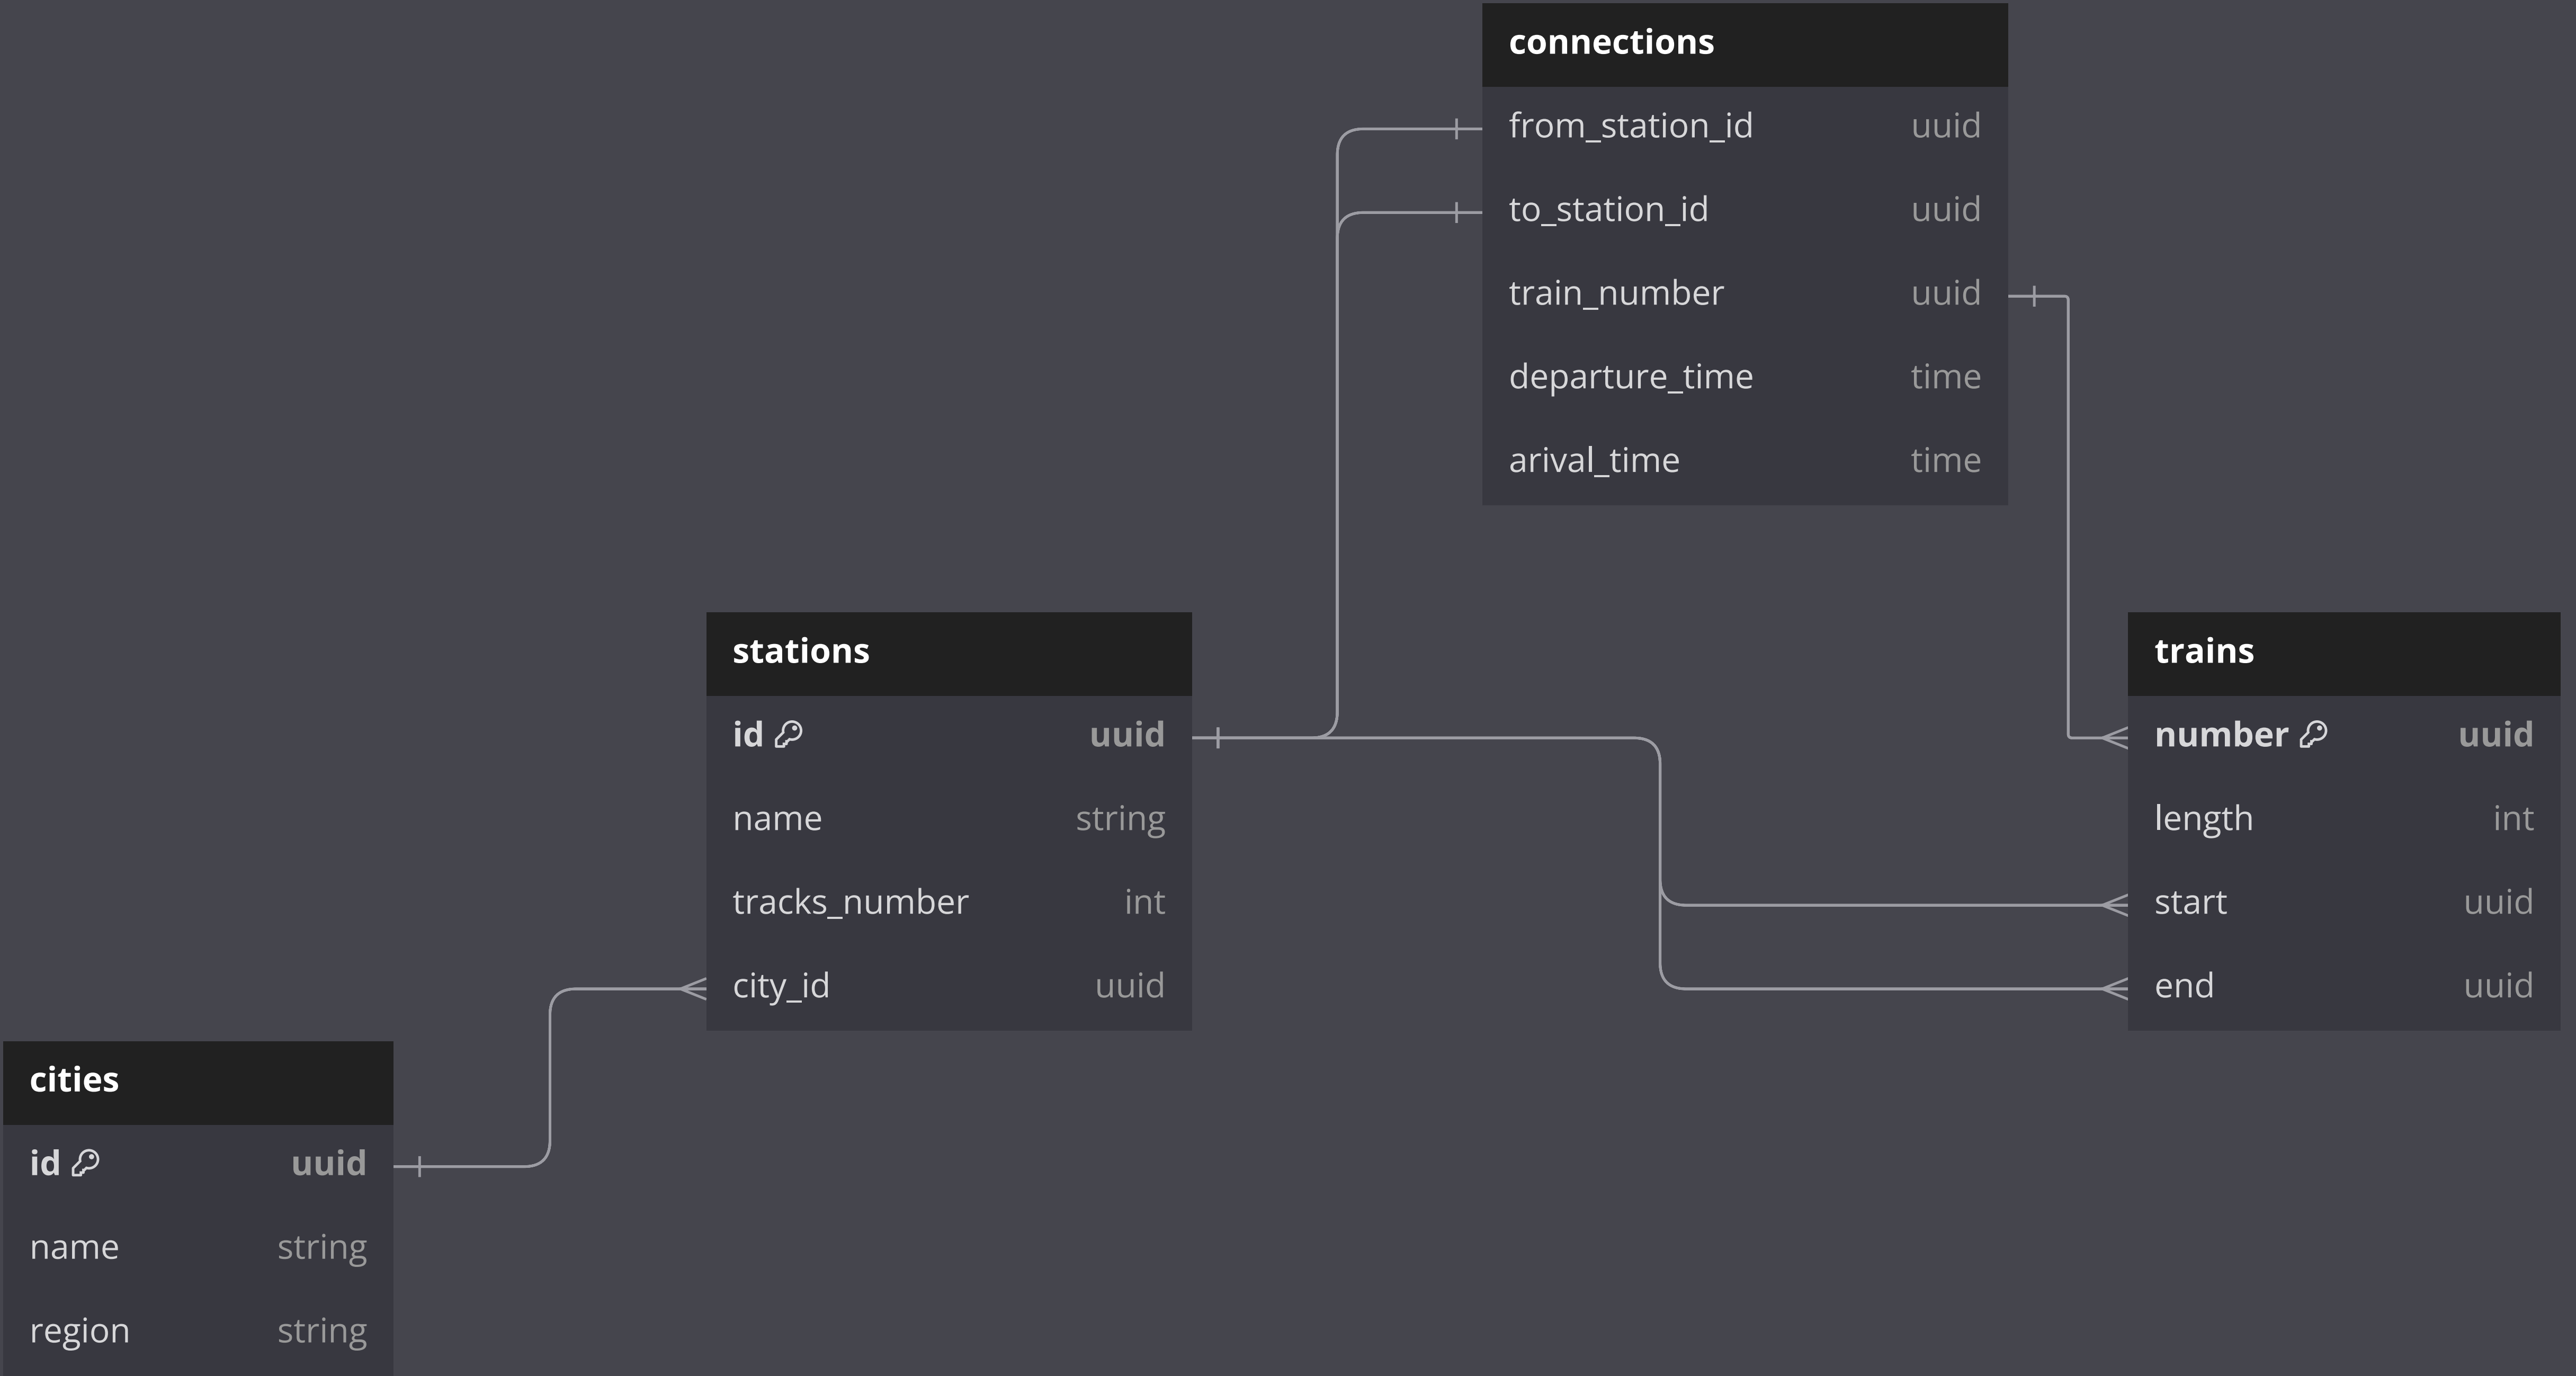 connections
from_station_id uuid
to_station_id uuid
train_number uuid
departure_time time
arival_time time
stations
id uuid
name string
tracks_number int
city_id uuid
trains
number uuid
length int
start uuid
end uuid
cities
id uuid
name string
region string